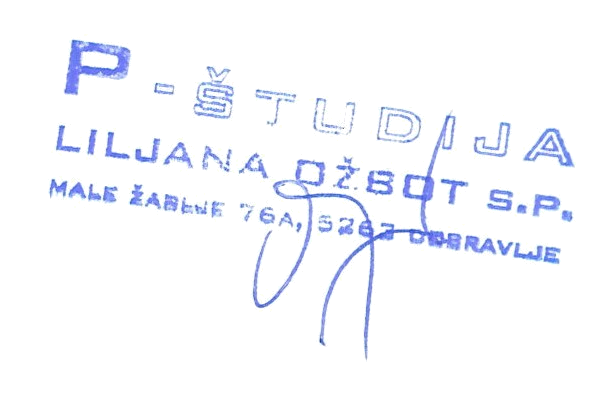 P-ŠTUDIJA
LILJANA OŽBOT S.P.
MALE ŽABLJE 76A, 5263 DOBRAVLJE